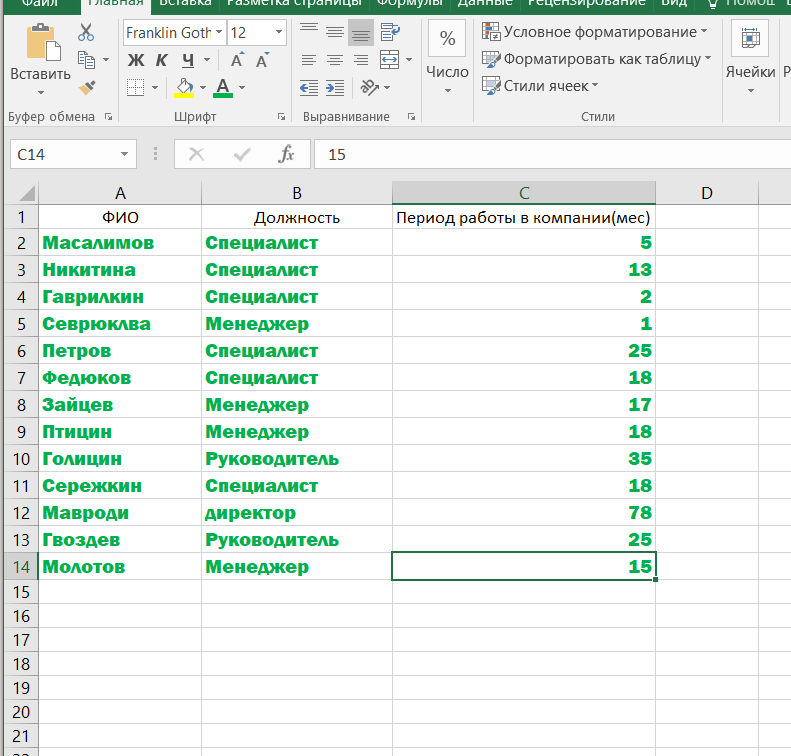 Файл Главная Вставка Разметка страницы Формулы Данные Рецензирование Вид
Franklin Goth 12
Условное форматирование
Ж К Ч
Вставить Число Форматировать как таблицу Ячейки
А А %
Стили ячеек
Буфер обмена Шрифт Выравнивание Стили
C14 fx 15
A B C D
1 ФИО Должность Период работы в компании(мес)
2 Масалимов Специалист 5
3 Никитина Специалист 13
4 Гаврилкин Специалист 2
5 Севрюклва Менеджер 1
6 Петров Специалист 25
7 Федюков Специалист 18
8 Зайцев Менеджер 17
9 Птицин Менеджер 18
10 Голицин Руководитель 35
11 Сережкин Специалист 18
12 Мавроди директор 78
13 Гвоздев Руководитель 25
14 Молотов Менеджер 15
15
16
17
18
19
20
21